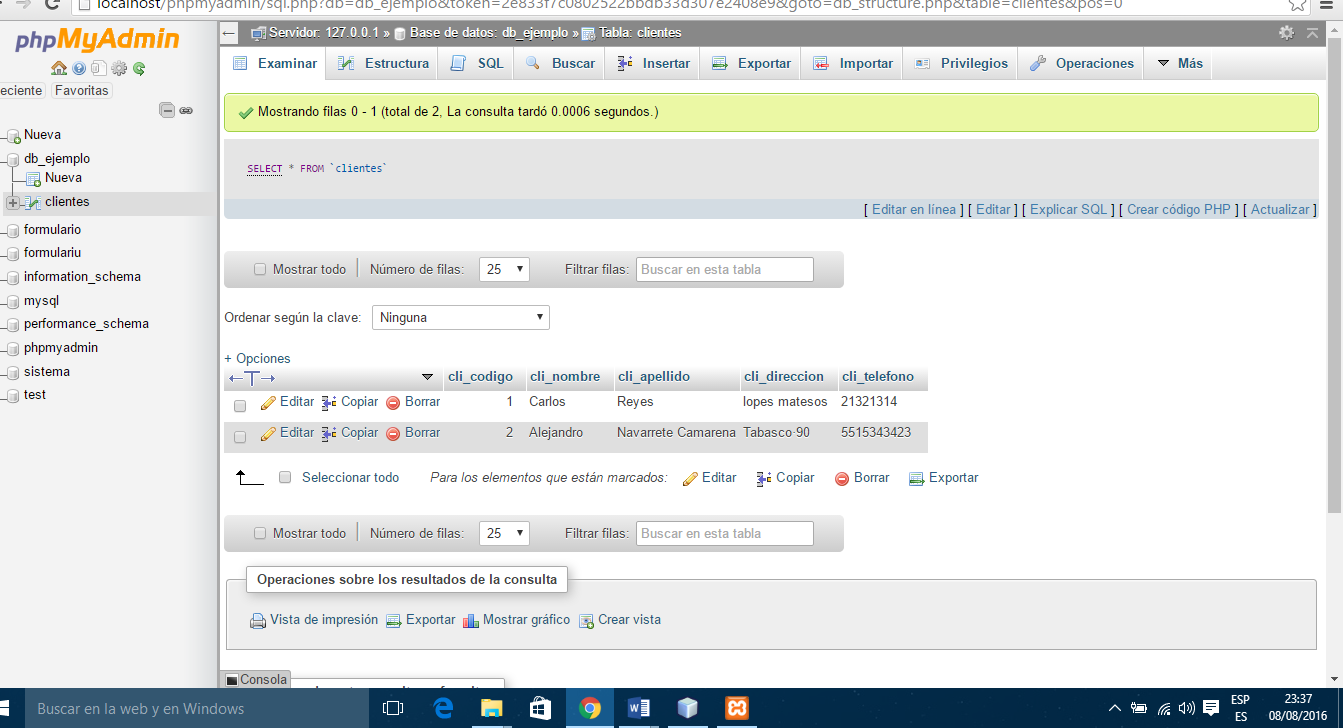 localhost/phpmyadmin/sql.php?db=db_ejemplo&token=2e833f7c0802522bbdb33d307e2408e9&goto=db_structure.php&table=clientes&pos=0
phpMyAdmin
eciente Favoritas
Nueva
db_ejemplo
Nueva
clientes
formulario
formulariu
information_schema
mysql
performance_schema
phpmyadmin
sistema
test
Servidor: 127.0.0.1 » Base de datos: db_ejemplo » Tabla: clientes
Examinar Estructura SQL Buscar Insertar Exportar Importar Privilegios Operaciones Más
Mostrando filas 0 - 1 (total de 2, La consulta tardó 0.0006 segundos.)
SELECT * FROM `clientes`
[ Editar en línea ] [ Editar ] [ Explicar SQL ] [ Crear código PHP ] [ Actualizar ]
Mostrar todo Número de filas: 25 Filtrar filas: Buscar en esta tabla
Ordenar según la clave: Ninguna
+ Opciones
cli_codigo cli_nombre cli_apellido cli_direccion cli_telefono
Editar Copiar Borrar 1 Carlos Reyes lopes matesos 21321314
Editar Copiar Borrar 2 Alejandro Navarrete Camarena Tabasco-90 5515343423
Seleccionar todo Para los elementos que están marcados: Editar Copiar Borrar Exportar
Mostrar todo Número de filas: 25 Filtrar filas: Buscar en esta tabla
Operaciones sobre los resultados de la consulta
Vista de impresión Exportar Mostrar gráfico Crear vista
Consola
Buscar en la web y en Windows
ESP
ES
23:37
08/08/2016